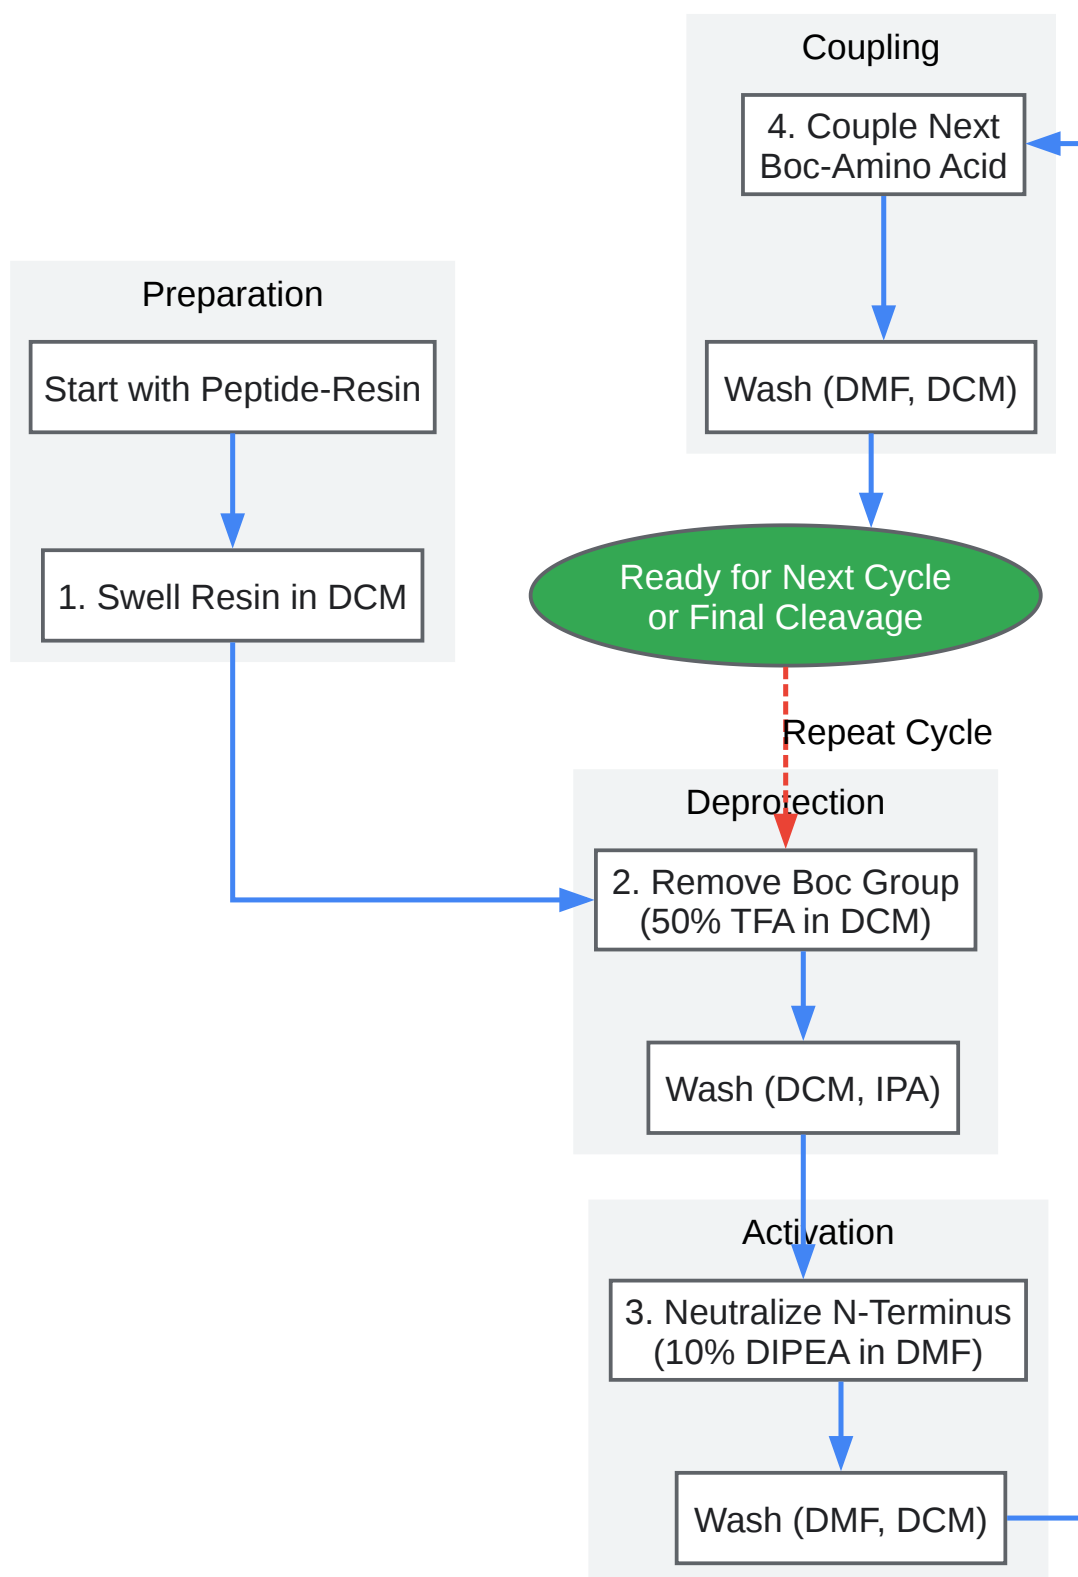 Coupling
4. Couple Next
Boc-Amino Acid
Wash (DMF, DCM)
Preparation
Start with Peptide-Resin
1. Swell Resin in DCM
Ready for Next Cycle
or Final Cleavage
Repeat Cycle
Deprotection
2. Remove Boc Group
(50% TFA in DCM)
Wash (DCM, IPA)
Activation
3. Neutralize N-Terminus
(10% DIPEA in DMF)
Wash (DMF, DCM)